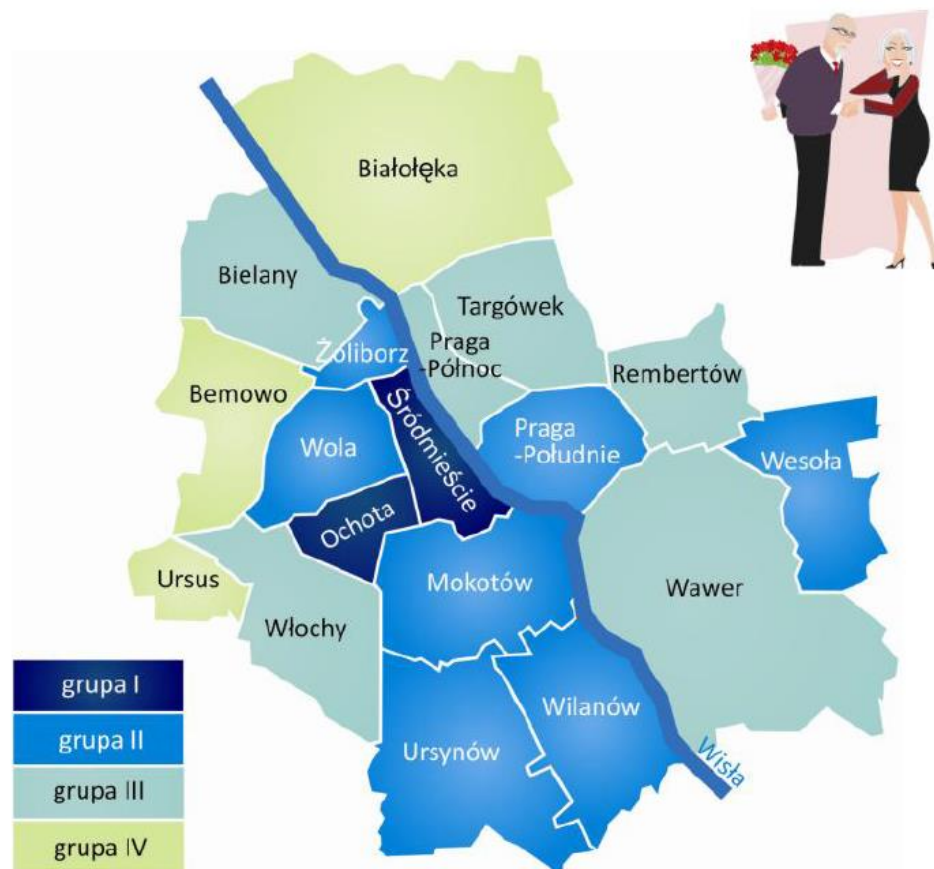 Białołęka
Bielany
Targówek
Praga
-Północ
Żoliborz
Rembertów
Bemowo
Śródmieście
Praga
-Południe
Wola
Wesoła
Ochota
Ursus
Mokotów
Wawer
Włochy
Wilanów
Ursynów
Wisła
grupa I
grupa II
grupa III
grupa IV